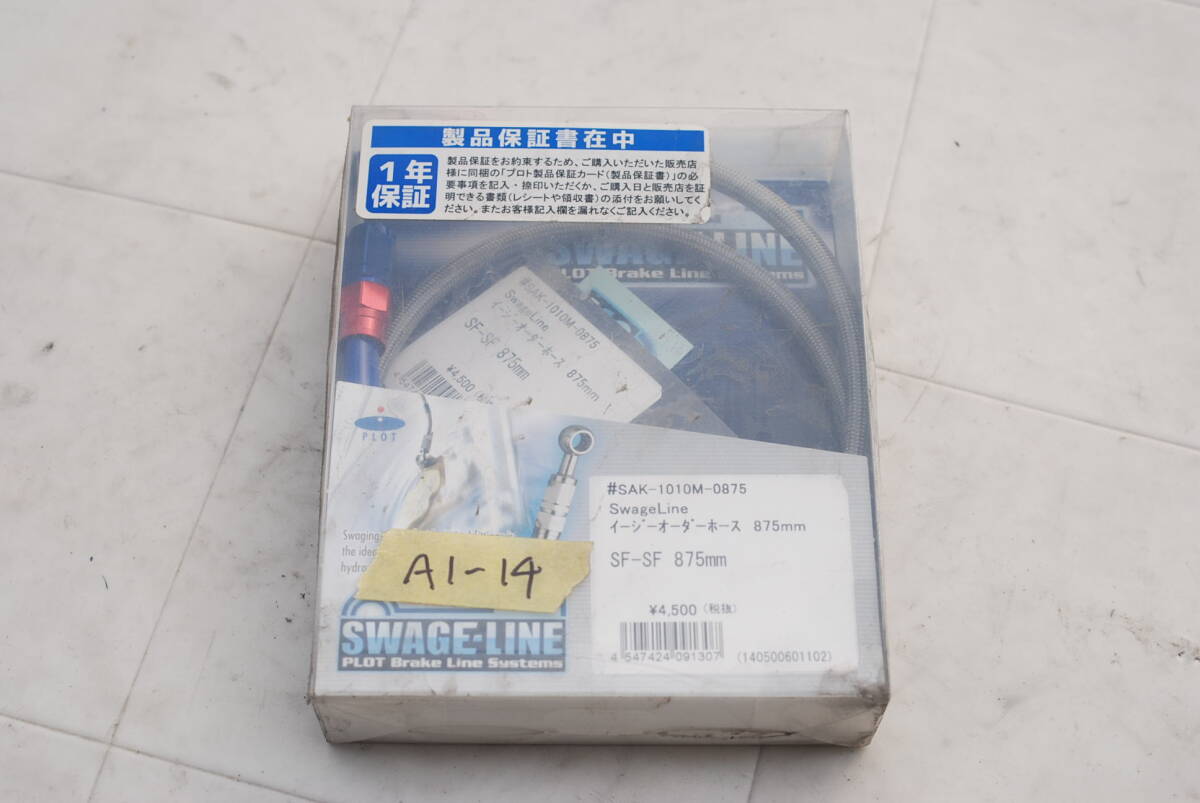 製品保証書在中
1年
保証
製品保証をお約束するため、ご購入いただいた販売店
様に同梱の「プロト製品保証カード(製品保証書)」の必
要事項を記入・捺印いただくか、ご購入日と販売店を証
明できる書類(レシートや領収書)の添付をお願いしてく
ださい。またお客様記入欄を漏れなくご記入ください。
SWAGE-LINE
PLOT Brake Line Systems
#SAK-1010M-0875
SwageLine
イージーオーダーホース 875mm
SF-SF 875mm
¥4,500
PLOT
Swaging
the idea
hydro
A1-14
SWAGE-LINE
PLOT Brake Line Systems
#SAK-1010M-0875
SwageLine
イージーオーダーホース 875mm
SF-SF 875mm
¥4,500 (税抜)
4 547424 091307 (140500601102)